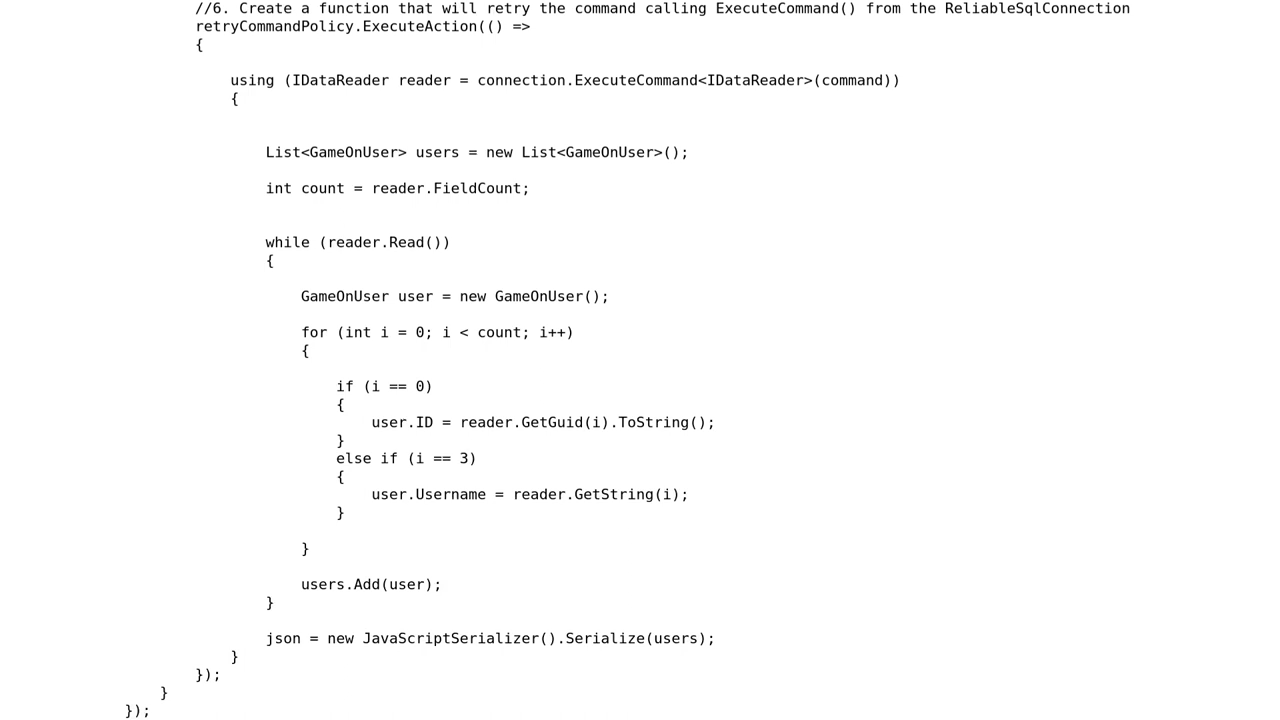 //6. Create a function that will retry the command calling ExecuteCommand() from the ReliableSqlConnection
retryCommandPolicy.ExecuteAction(() =>
{
using (IDataReader reader = connection.ExecuteCommand<IDataReader>(command))
{
List<GameOnUser> users = new List<GameOnUser>();
int count = reader.FieldCount;
while (reader.Read())
{
GameOnUser user = new GameOnUser();
for (int i = 0; i < count; i++)
{
if (i == 0)
{
user.ID = reader.GetGuid(i).ToString();
}
else if (i == 3)
{
user.Username = reader.GetString(i);
}
}
users.Add(user);
}
json = new JavaScriptSerializer().Serialize(users);
}
});
}
});